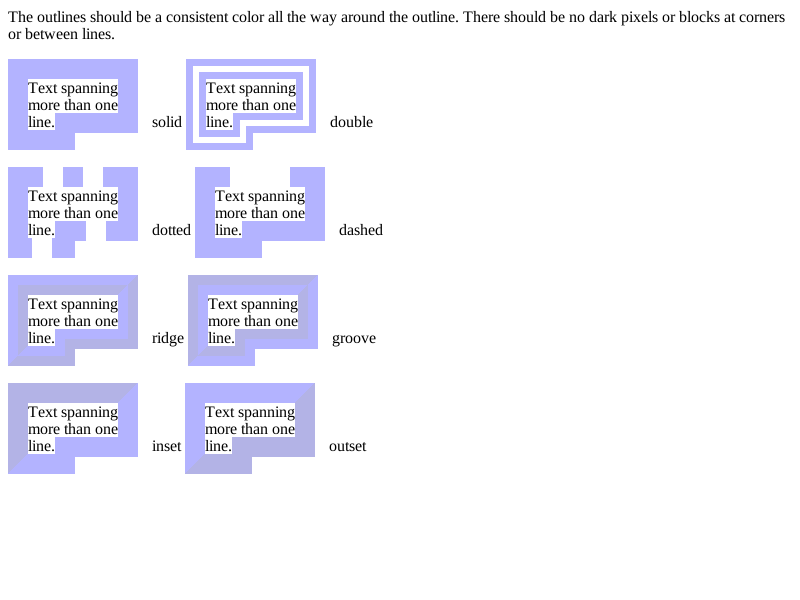 The outlines should be a consistent color all the way around the outline. There should be no dark pixels or blocks at corners
or between lines.
Text spanning
more than one
line.
solid
Text spanning
more than one
line.
double
Text spanning
more than one
line.
dotted
Text spanning
more than one
line.
dashed
Text spanning
more than one
line.
ridge
Text spanning
more than one
line.
groove
Text spanning
more than one
line.
inset
Text spanning
more than one
line.
outset